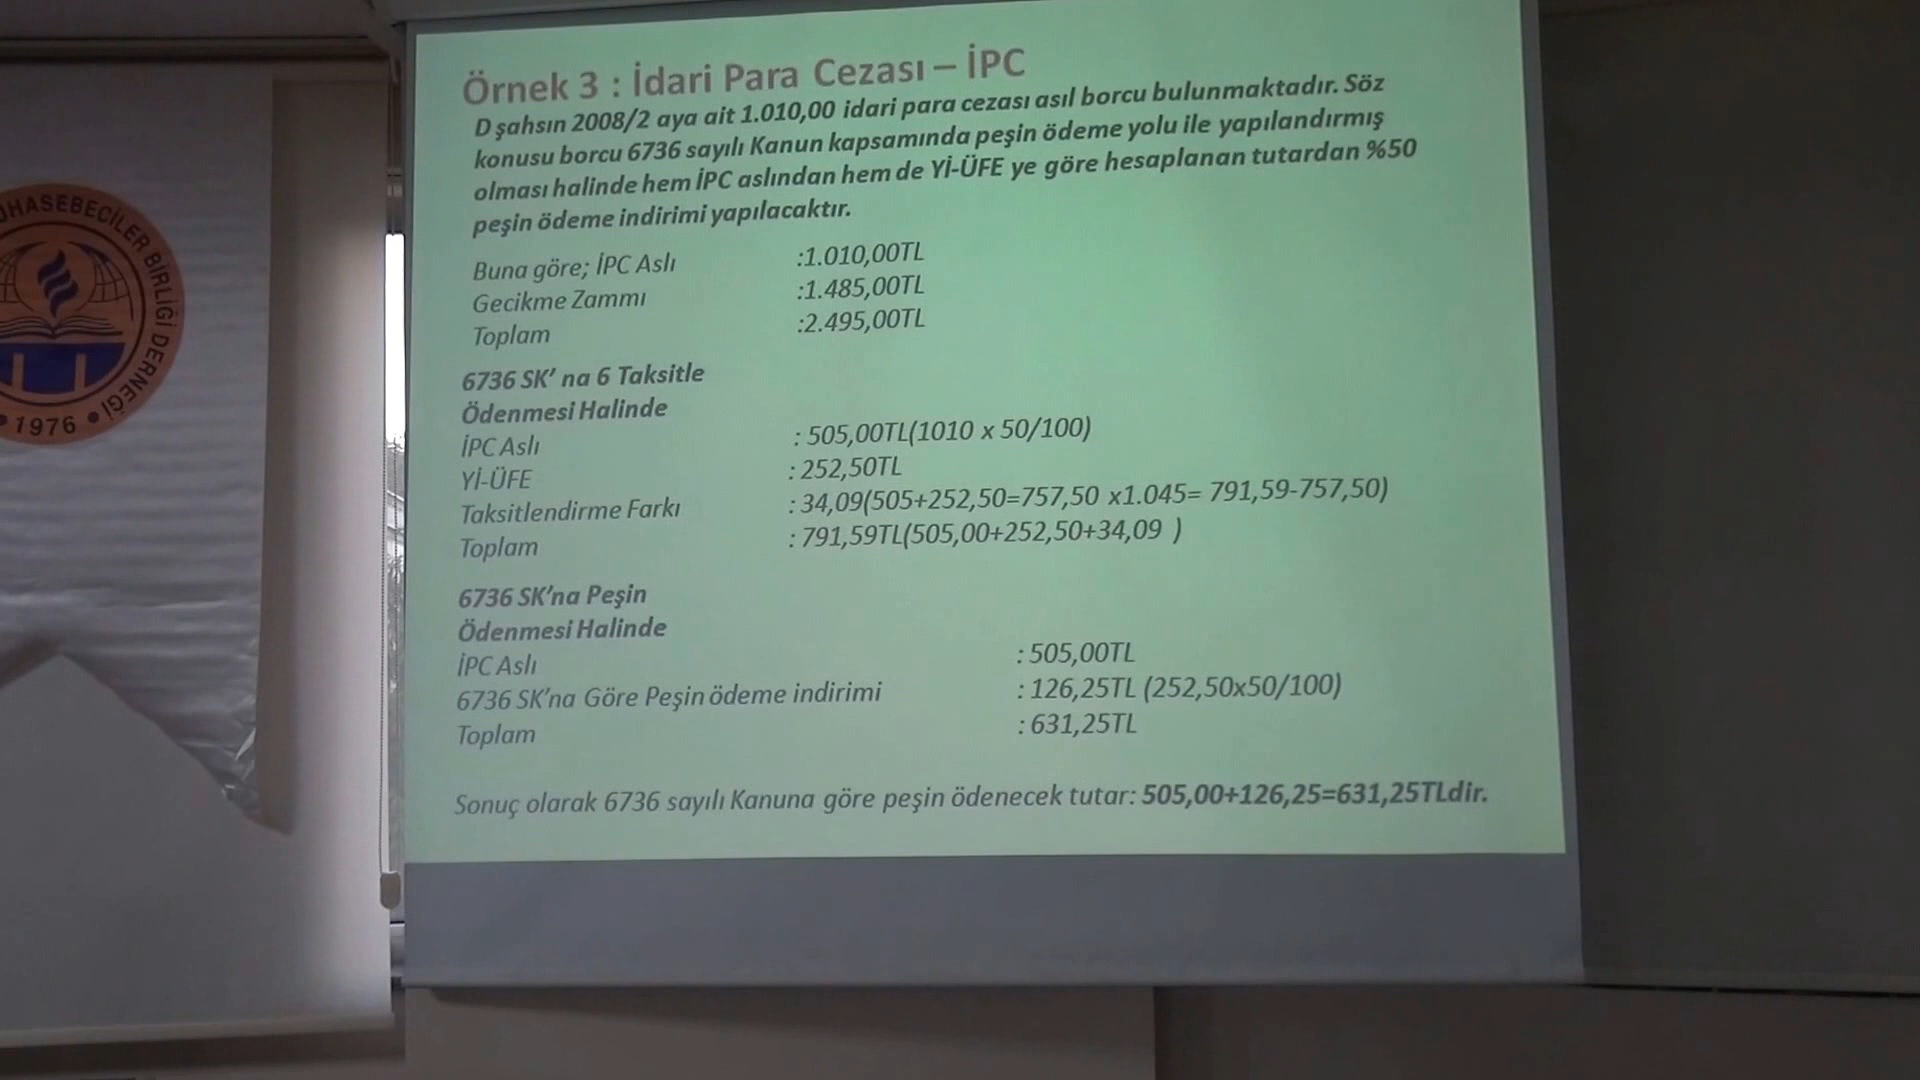 Örnek 3 : İdari Para Cezası – İPC
D şahsın 2008/2 aya ait 1.010,00 idari para cezası asıl borcu bulunmaktadır. Söz
konusu borcu 6736 sayılı Kanun kapsamında peşin ödeme yolu ile yapılandırmış
olması halinde hem İPC aslından hem de Yİ-ÜFE ye göre hesaplanan tutardan %50
peşin ödeme indirimi yapılacaktır.
Buna göre; İPC Aslı :1.010,00TL
Gecikme Zammı :1.485,00TL
Toplam :2.495,00TL
6736 SK' na 6 Taksitle
Ödenmesi Halinde
İPC Aslı : 505,00TL(1010 x 50/100)
Yİ-ÜFE : 252,50TL
Taksitlendirme Farkı : 34,09(505+252,50=757,50 x1.045= 791,59-757,50)
Toplam : 791,59TL(505,00+252,50+34,09 )
6736 SK'na Peşin
Ödenmesi Halinde
İPC Aslı : 505,00TL
6736 SK'na Göre Peşin ödeme indirimi : 126,25TL (252,50x50/100)
Toplam : 631,25TL
Sonuç olarak 6736 sayılı Kanuna göre peşin ödenecek tutar: 505,00+126,25=631,25TLdir.
BİRLİĞİ DERNEĞİ
• 1976 •